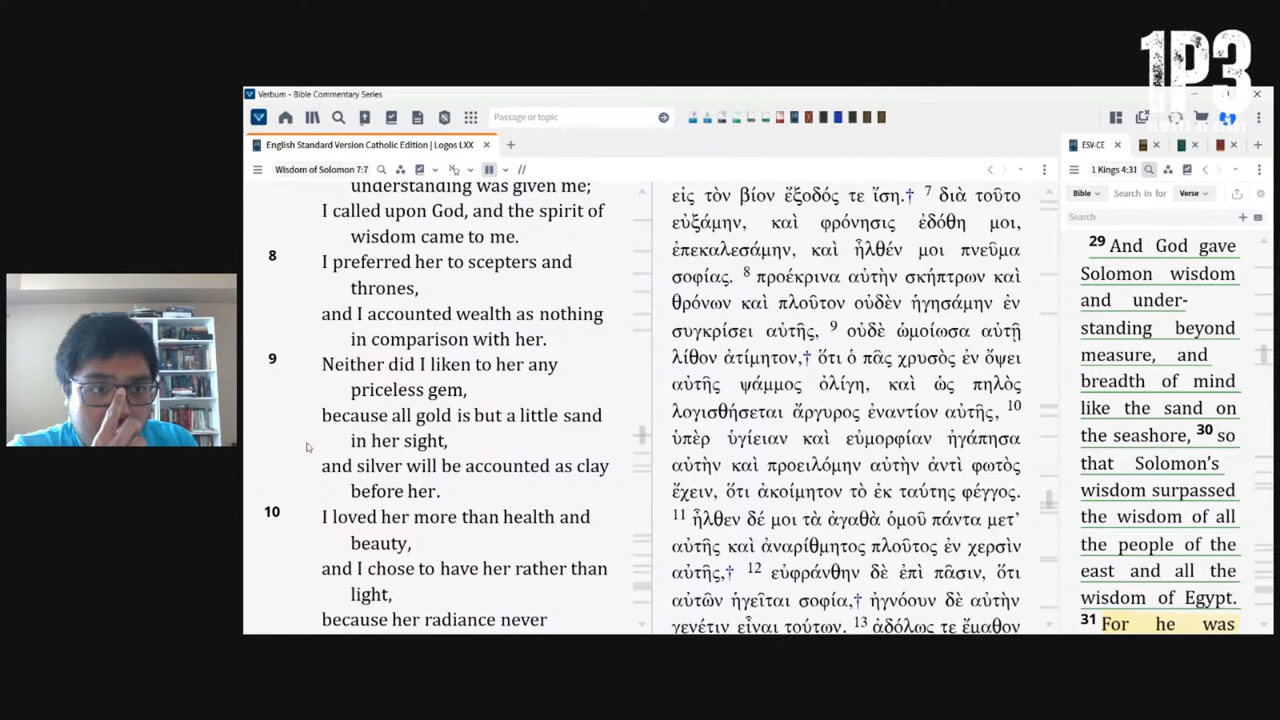 1P3
ALWAYS BE READY
Verbum – Bible Commentary Series
Passage or topic
English Standard Version Catholic Edition | Logos LXX
Wisdom of Solomon 7:7
understanding was given me;
I called upon God, and the spirit of
wisdom came to me.
8 I preferred her to scepters and
thrones,
and I accounted wealth as nothing
in comparison with her.
9 Neither did I liken to her any
priceless gem,
because all gold is but a little sand
in her sight,
and silver will be accounted as clay
before her.
10 I loved her more than health and
beauty,
and I chose to have her rather than
light,
because her radiance never
εἰς τὸν βίον ἔξοδός τε ἴση.† 7 διὰ τοῦτο
εὐξάμην, καὶ φρόνησις ἐδόθη μοι,
ἐπεκαλεσάμην, καὶ ἦλθέν μοι πνεῦμα
σοφίας. 8 προέκρινα αὐτὴν σκήπτρων καὶ
θρόνων καὶ πλοῦτον οὐδὲν ἡγησάμην ἐν
συγκρίσει αὐτῆς, 9 οὐδὲ ὡμοίωσα αὐτῇ
λίθον ἀτίμητον,† ὅτι ὁ πᾶς χρυσὸς ἐν ὄψει
αὐτῆς ψάμμος ὀλίγη, καὶ ὡς πηλὸς
λογισθήσεται ἄργυρος ἐναντίον αὐτῆς, 10
ὑπὲρ ὑγίειαν καὶ εὐμορφίαν ἠγάπησα
αὐτὴν καὶ προειλόμην αὐτὴν ἀντὶ φωτὸς
ἔχειν, ὅτι ἀκοίμητον τὸ ἐκ ταύτης φέγγος.
11 ἦλθεν δέ μοι τὰ ἀγαθὰ ὁμοῦ πάντα μετ’
αὐτῆς καὶ ἀναρίθμητος πλοῦτος ἐν χερσὶν
αὐτῆς,† 12 εὐφράνθην δὲ ἐπὶ πᾶσιν, ὅτι
αὐτῶν ἡγεῖται σοφία,† ἠγνόουν δὲ αὐτὴν
γενέτιν εἶναι τούτων. 13 ἀδόλως τε ἔμαθον
ESV-CE
1 Kings 4:31
Bible Search in for Verse
Search
29 And God gave
Solomon wisdom
and under-
standing beyond
measure, and
breadth of mind
like the sand on
the seashore, 30 so
that Solomon’s
wisdom surpassed
the wisdom of all
the people of the
east and all the
wisdom of Egypt.
31 For he was